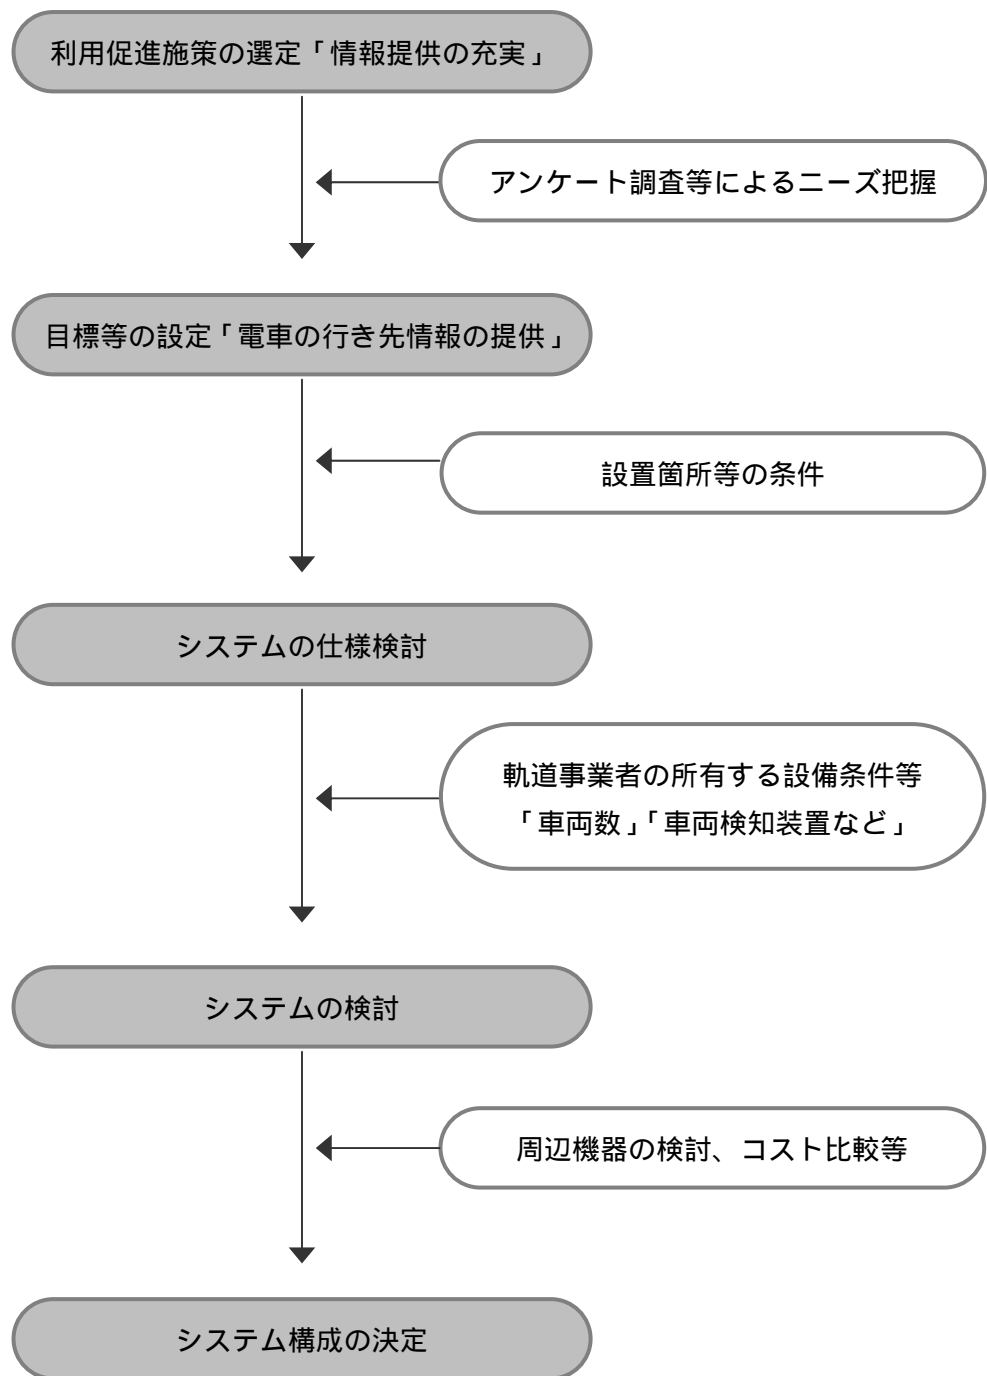 利用促進施策の選定「情報提供の充実」
アンケート調査等によるニーズ把握
目標等の設定「電車の行き先情報の提供」
設置箇所等の条件
システムの仕様検討
軌道事業者の所有する設備条件等
「車両数」「車両検知装置など」
システムの検討
周辺機器の検討、コスト比較等
システム構成の決定